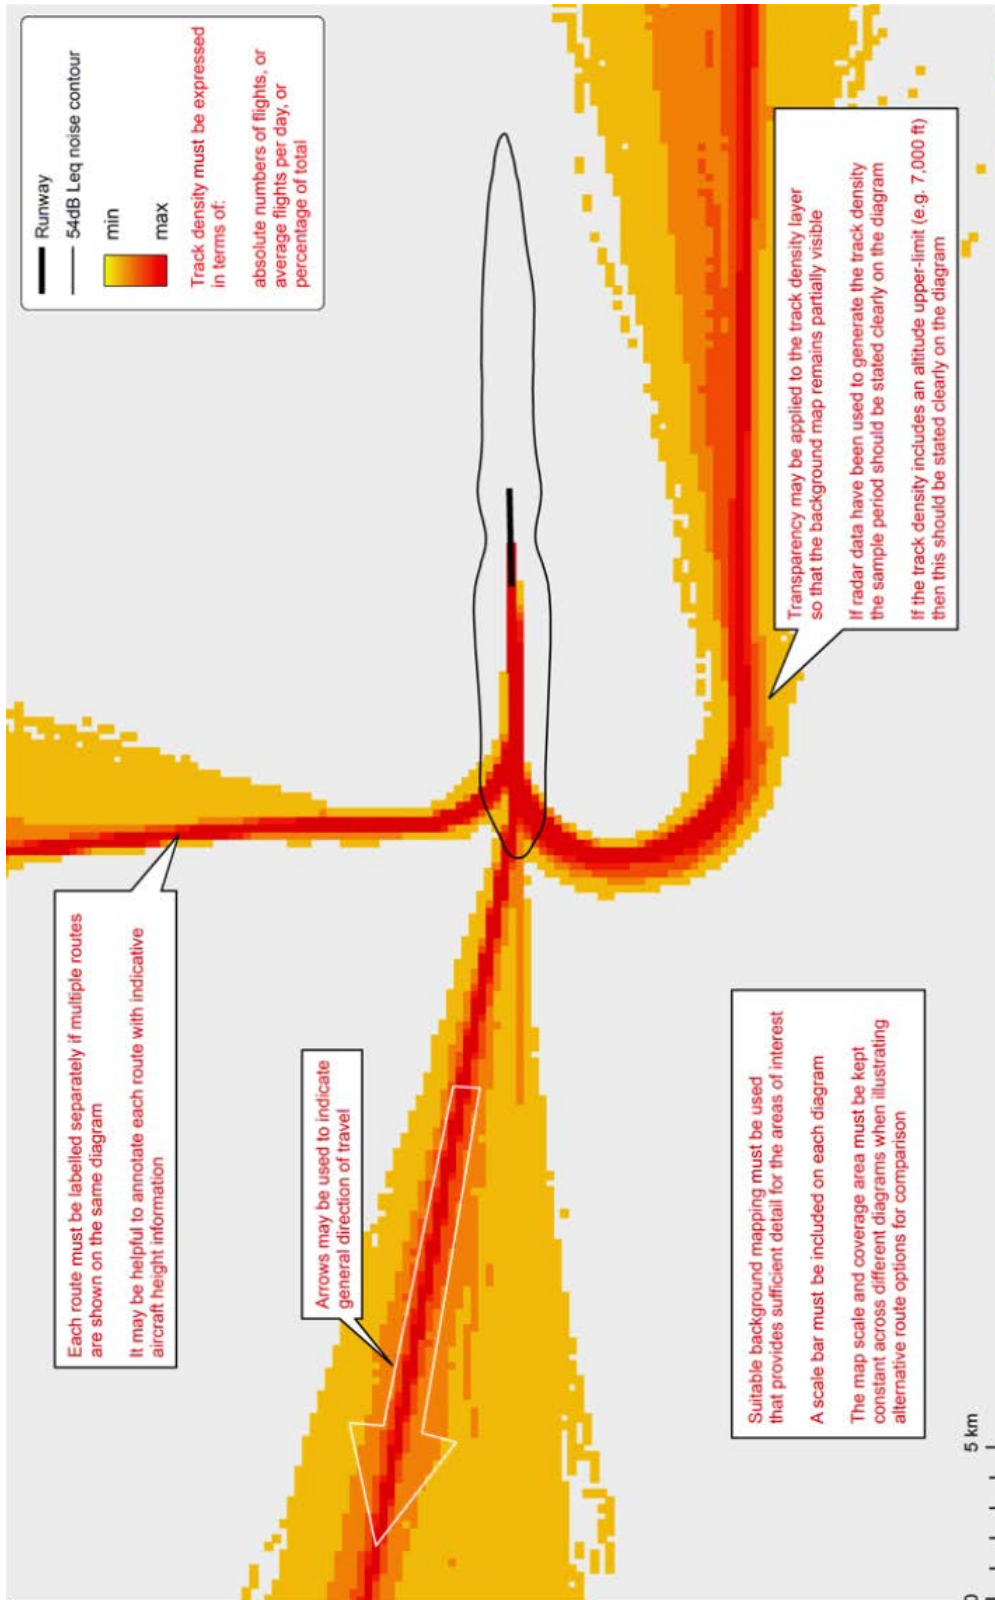 Runway
54dB Leq noise contour
min
max
Track density must be expressed
in terms of:
absolute numbers of flights, or
average flights per day, or
percentage of total
Each route must be labelled separately if multiple routes
are shown on the same diagram
It may be helpful to annotate each route with indicative
aircraft height information
Arrows may be used to indicate
general direction of travel
Transparency may be applied to the track density layer
so that the background map remains partially visible
If radar data have been used to generate the track density
the sample period should be stated clearly on the diagram
If the track density includes an altitude upper-limit (e.g. 7,000 ft)
then this should be stated clearly on the diagram
Suitable background mapping must be used
that provides sufficient detail for the areas of interest
A scale bar must be included on each diagram
The map scale and coverage area must be kept
constant across different diagrams when illustrating
alternative route options for comparison
0
5 km